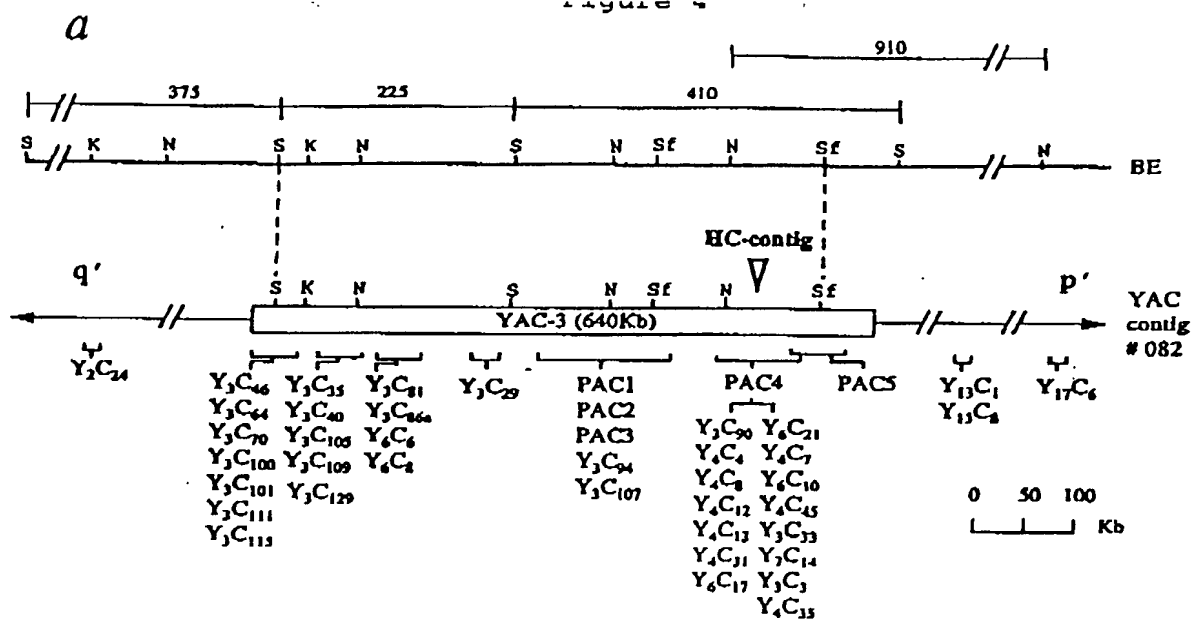 Figure 4
a
910
375 225 410
S K N S K N S N Sf N Sf S N
BE
HC-contig
q' p'
S K N S N Sf N Sf
YAC-3 (640Kb)
YAC
contig
# 082
Y₂C₂₄
Y₃C₄₆ Y₃C₃₅ Y₃C₈₁ Y₃C₂₉ PAC1 PAC4 PAC5 Y₁₃C₁ Y₁₇C₆
Y₃C₆₄ Y₃C₄₀ Y₃C₈₆ₐ PAC2 Y₃C₉₀ Y₆C₂₁ Y₁₅C₈
Y₃C₇₀ Y₃C₁₀₅ Y₆C₆ PAC3 Y₄C₄ Y₄C₇
Y₃C₁₀₀ Y₃C₁₀₉ Y₆C₈ Y₃C₉₄ Y₄C₈ Y₆C₁₀
Y₃C₁₀₁ Y₃C₁₂₉ Y₃C₁₀₇ Y₄C₁₂ Y₄C₄₅
Y₃C₁₁₁ Y₄C₁₃ Y₃C₃₃
Y₃C₁₁₅ Y₄C₃₁ Y₇C₁₄
Y₆C₁₇ Y₃C₃
Y₄C₃₅
0 50 100
Kb